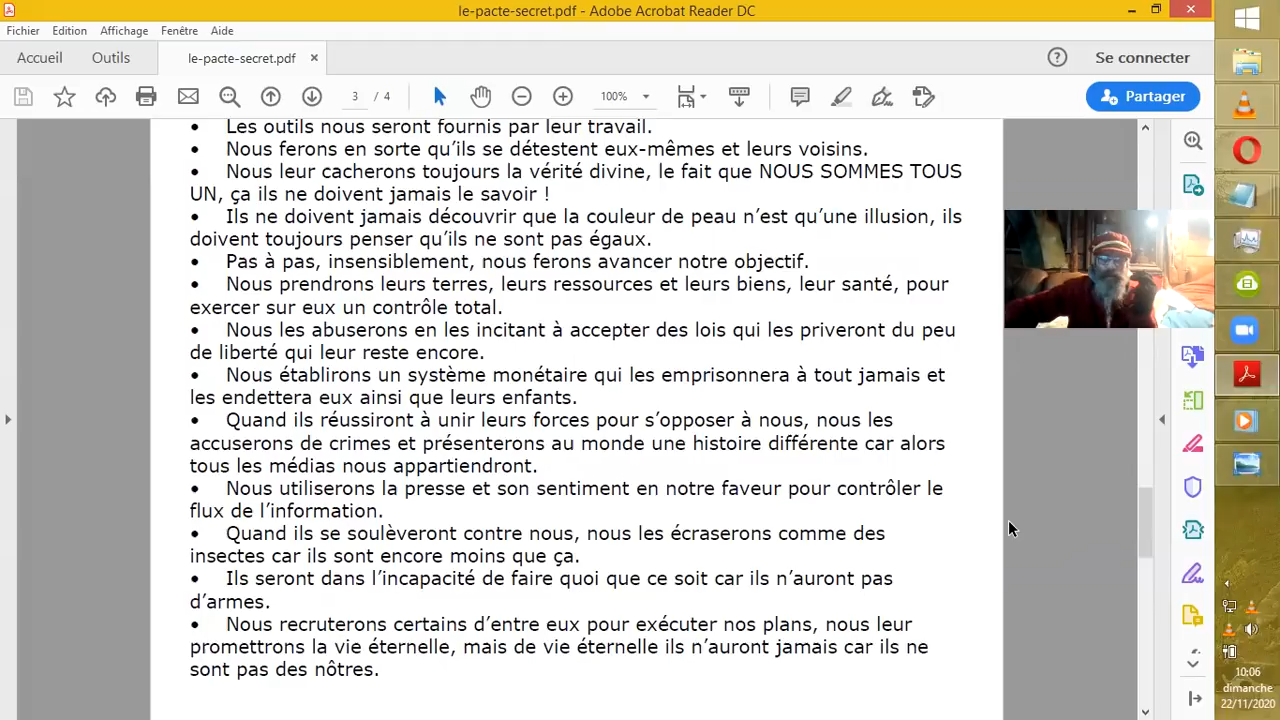 le-pacte-secret.pdf - Adobe Acrobat Reader DC
Fichier Edition Affichage Fenêtre Aide
Accueil Outils le-pacte-secret.pdf × Se connecter
3 / 4 100% Partager
• Les outils nous seront fournis par leur travail.
• Nous ferons en sorte qu’ils se détestent eux-mêmes et leurs voisins.
• Nous leur cacherons toujours la vérité divine, le fait que NOUS SOMMES TOUS
UN, ça ils ne doivent jamais le savoir !
• Ils ne doivent jamais découvrir que la couleur de peau n’est qu’une illusion, ils
doivent toujours penser qu’ils ne sont pas égaux.
• Pas à pas, insensiblement, nous ferons avancer notre objectif.
• Nous prendrons leurs terres, leurs ressources et leurs biens, leur santé, pour
exercer sur eux un contrôle total.
• Nous les abuserons en les incitant à accepter des lois qui les priveront du peu
de liberté qui leur reste encore.
• Nous établirons un système monétaire qui les emprisonnera à tout jamais et
les endettera eux ainsi que leurs enfants.
• Quand ils réussiront à unir leurs forces pour s’opposer à nous, nous les
accuserons de crimes et présenterons au monde une histoire différente car alors
tous les médias nous appartiendront.
• Nous utiliserons la presse et son sentiment en notre faveur pour contrôler le
flux de l’information.
• Quand ils se soulèveront contre nous, nous les écraserons comme des
insectes car ils sont encore moins que ça.
• Ils seront dans l’incapacité de faire quoi que ce soit car ils n’auront pas
d’armes.
• Nous recruterons certains d’entre eux pour exécuter nos plans, nous leur
promettrons la vie éternelle, mais de vie éternelle ils n’auront jamais car ils ne
sont pas des nôtres.
10:06
dimanche
22/11/2020